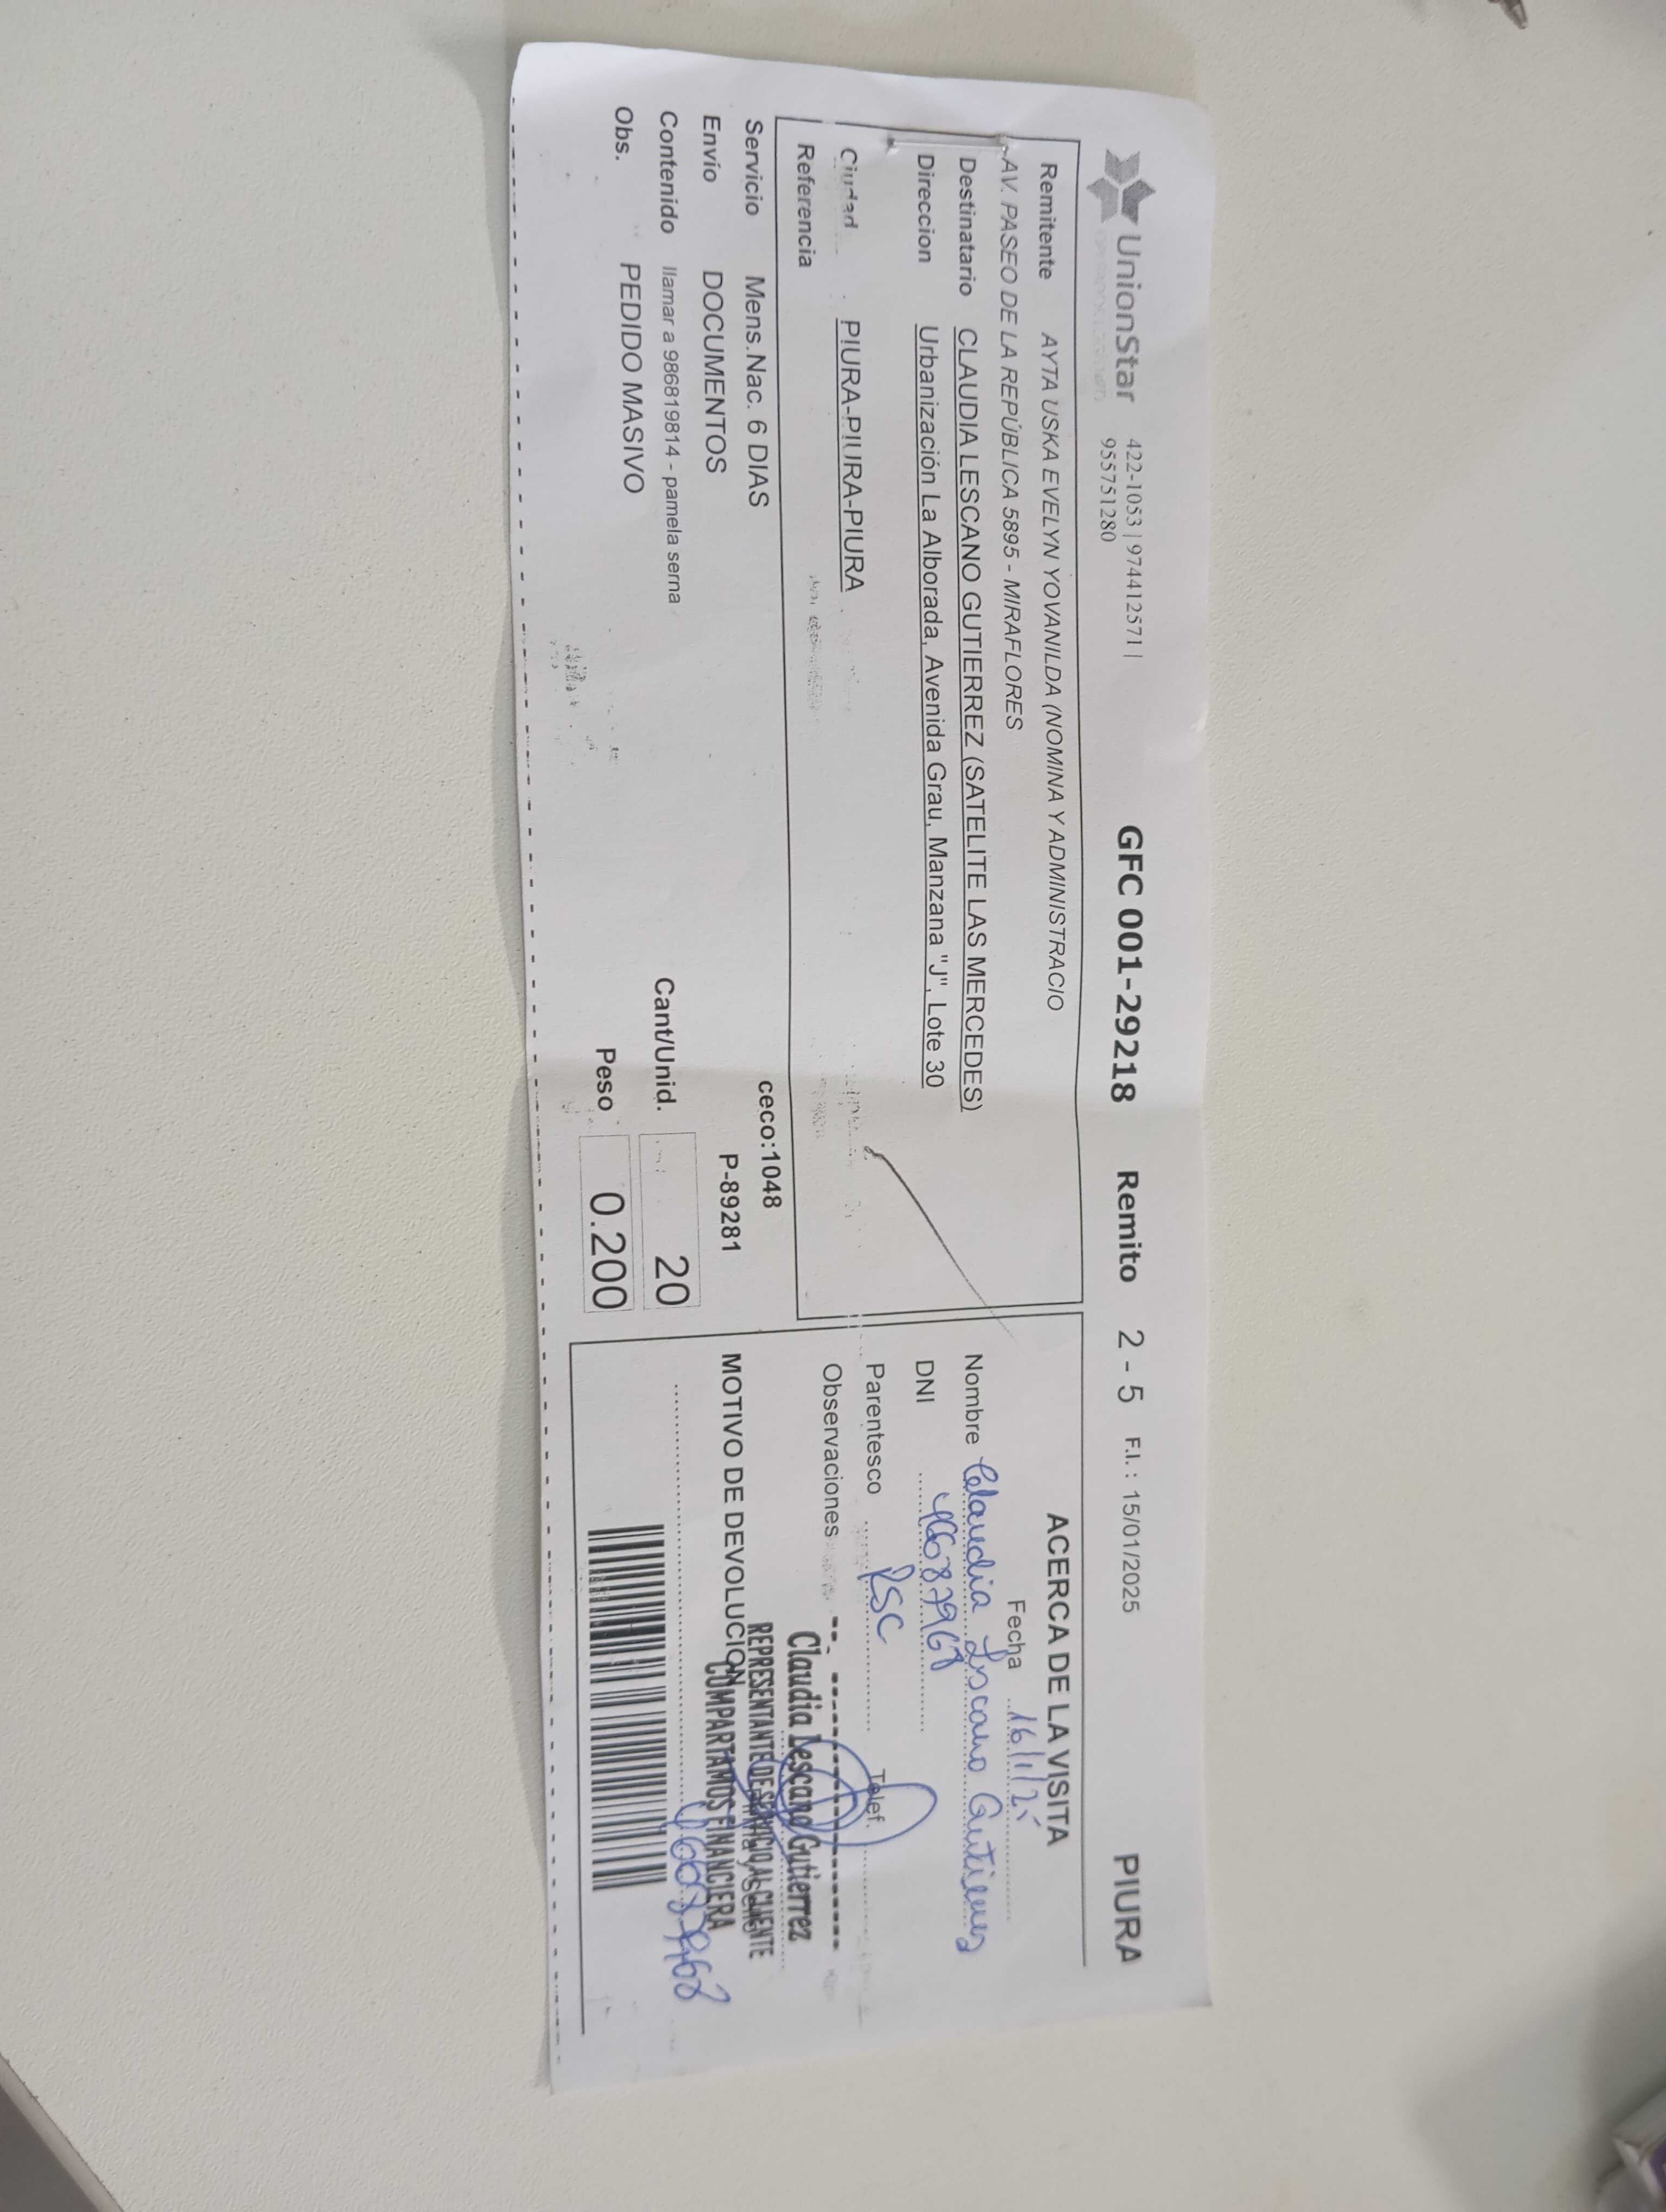 UnionStar
422-1053 | 974412571 |
955751280
GFC 001-29218 Remito 2 - 5 F.I. : 15/01/2025 PIURA
Remitente AYTA USKA EVELYN YOVANILDA (NOMINA Y ADMINISTRACIO
AV. PASEO DE LA REPÚBLICA 5895 - MIRAFLORES
Destinatario CLAUDIA LESCANO GUTIERREZ (SATELITE LAS MERCEDES)
Direccion Urbanización La Alborada, Avenida Grau, Manzana "J", Lote 30
Ciudad PIURA-PIURA-PIURA
Referencia
Servicio Mens.Nac. 6 DIAS ceco:1048
Envío DOCUMENTOS P-89281
Contenido llamar a 986819814 - pamela serna Cant/Unid. 20
Obs. PEDIDO MASIVO Peso 0.200
ACERCA DE LA VISITA
Fecha 16/1/25
Nombre Claudia Lescano Gutierrez
DNI 46687968
Parentesco RSC Telef.
Observaciones
Claudia Lescano Gutierrez
REPRESENTANTE DE SERVICIO AL CLIENTE
COMPARTAMOS FINANCIERA
MOTIVO DE DEVOLUCION
46687968